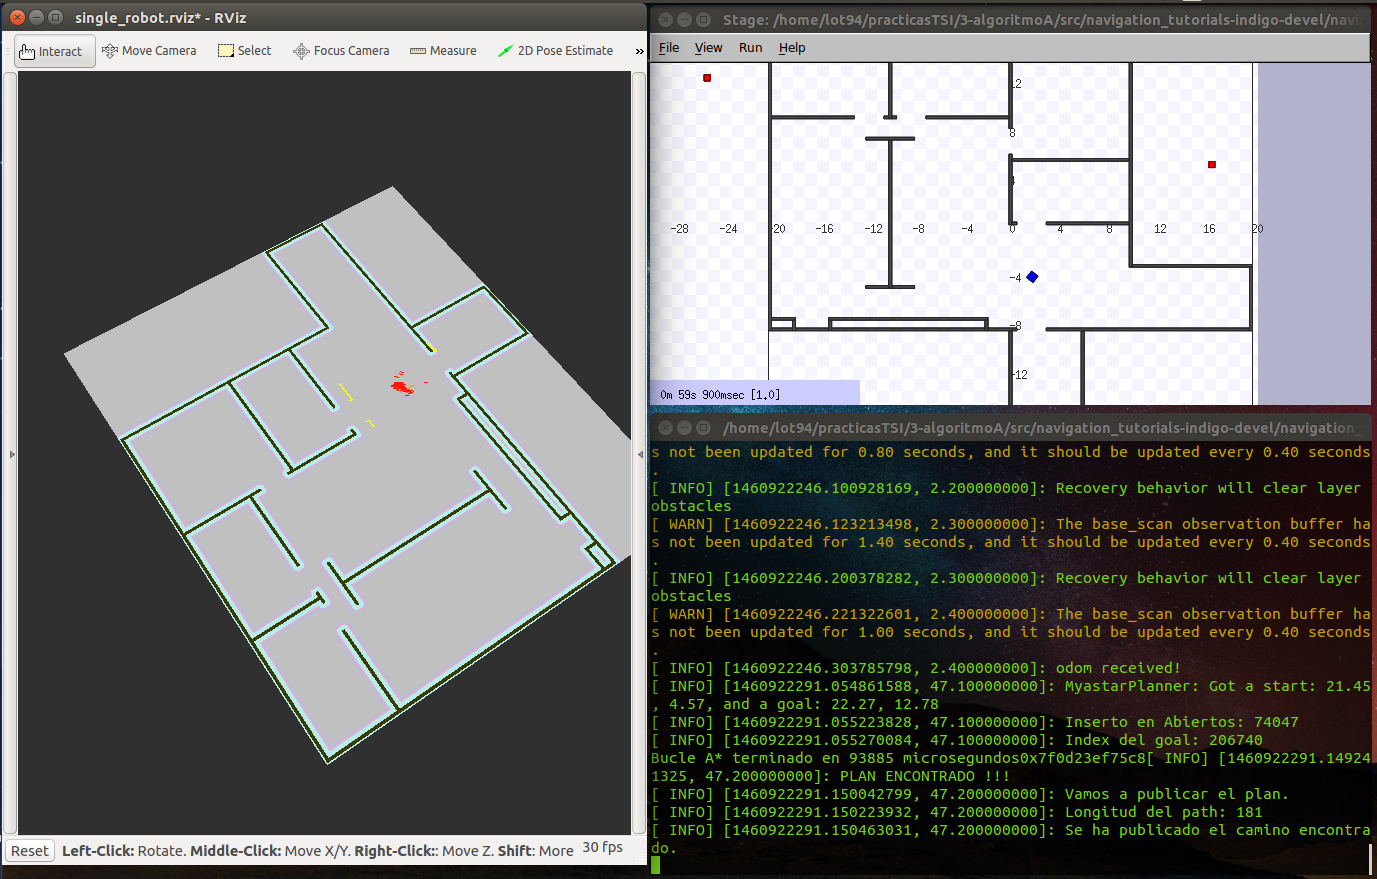 single_robot.rviz* - RViz
Interact Move Camera Select Focus Camera Measure 2D Pose Estimate »
Reset Left-Click: Rotate. Middle-Click: Move X/Y. Right-Click:: Move Z. Shift: More 30 fps
Stage: /home/lot94/practicasTSI/3-algoritmoA/src/navigation_tutorials-indigo-devel/navi
File View Run Help
12
8
4
-28 -24 -20 -16 -12 -8 -4 0 4 8 12 16 20
-4
-8
-12
0m 59s 900msec [1.0]
/home/lot94/practicasTSI/3-algoritmoA/src/navigation_tutorials-indigo-devel/navigation_
s not been updated for 0.80 seconds, and it should be updated every 0.40 seconds
.
[ INFO] [1460922246.100928169, 2.200000000]: Recovery behavior will clear layer
obstacles
[ WARN] [1460922246.123213498, 2.300000000]: The base_scan observation buffer ha
s not been updated for 1.40 seconds, and it should be updated every 0.40 seconds
.
[ INFO] [1460922246.200378282, 2.300000000]: Recovery behavior will clear layer
obstacles
[ WARN] [1460922246.221322601, 2.400000000]: The base_scan observation buffer ha
s not been updated for 1.00 seconds, and it should be updated every 0.40 seconds
.
[ INFO] [1460922246.303785798, 2.400000000]: odom received!
[ INFO] [1460922291.054861588, 47.100000000]: MyastarPlanner: Got a start: 21.45
, 4.57, and a goal: 22.27, 12.78
[ INFO] [1460922291.055223828, 47.100000000]: Inserto en Abiertos: 74047
[ INFO] [1460922291.055270084, 47.100000000]: Index del goal: 206740
Bucle A* terminado en 93885 microsegundos0x7f0d23ef75c8[ INFO] [1460922291.14924
1325, 47.200000000]: PLAN ENCONTRADO !!!
[ INFO] [1460922291.150042799, 47.200000000]: Vamos a publicar el plan.
[ INFO] [1460922291.150223932, 47.200000000]: Longitud del path: 181
[ INFO] [1460922291.150463031, 47.200000000]: Se ha publicado el camino encontra
do.